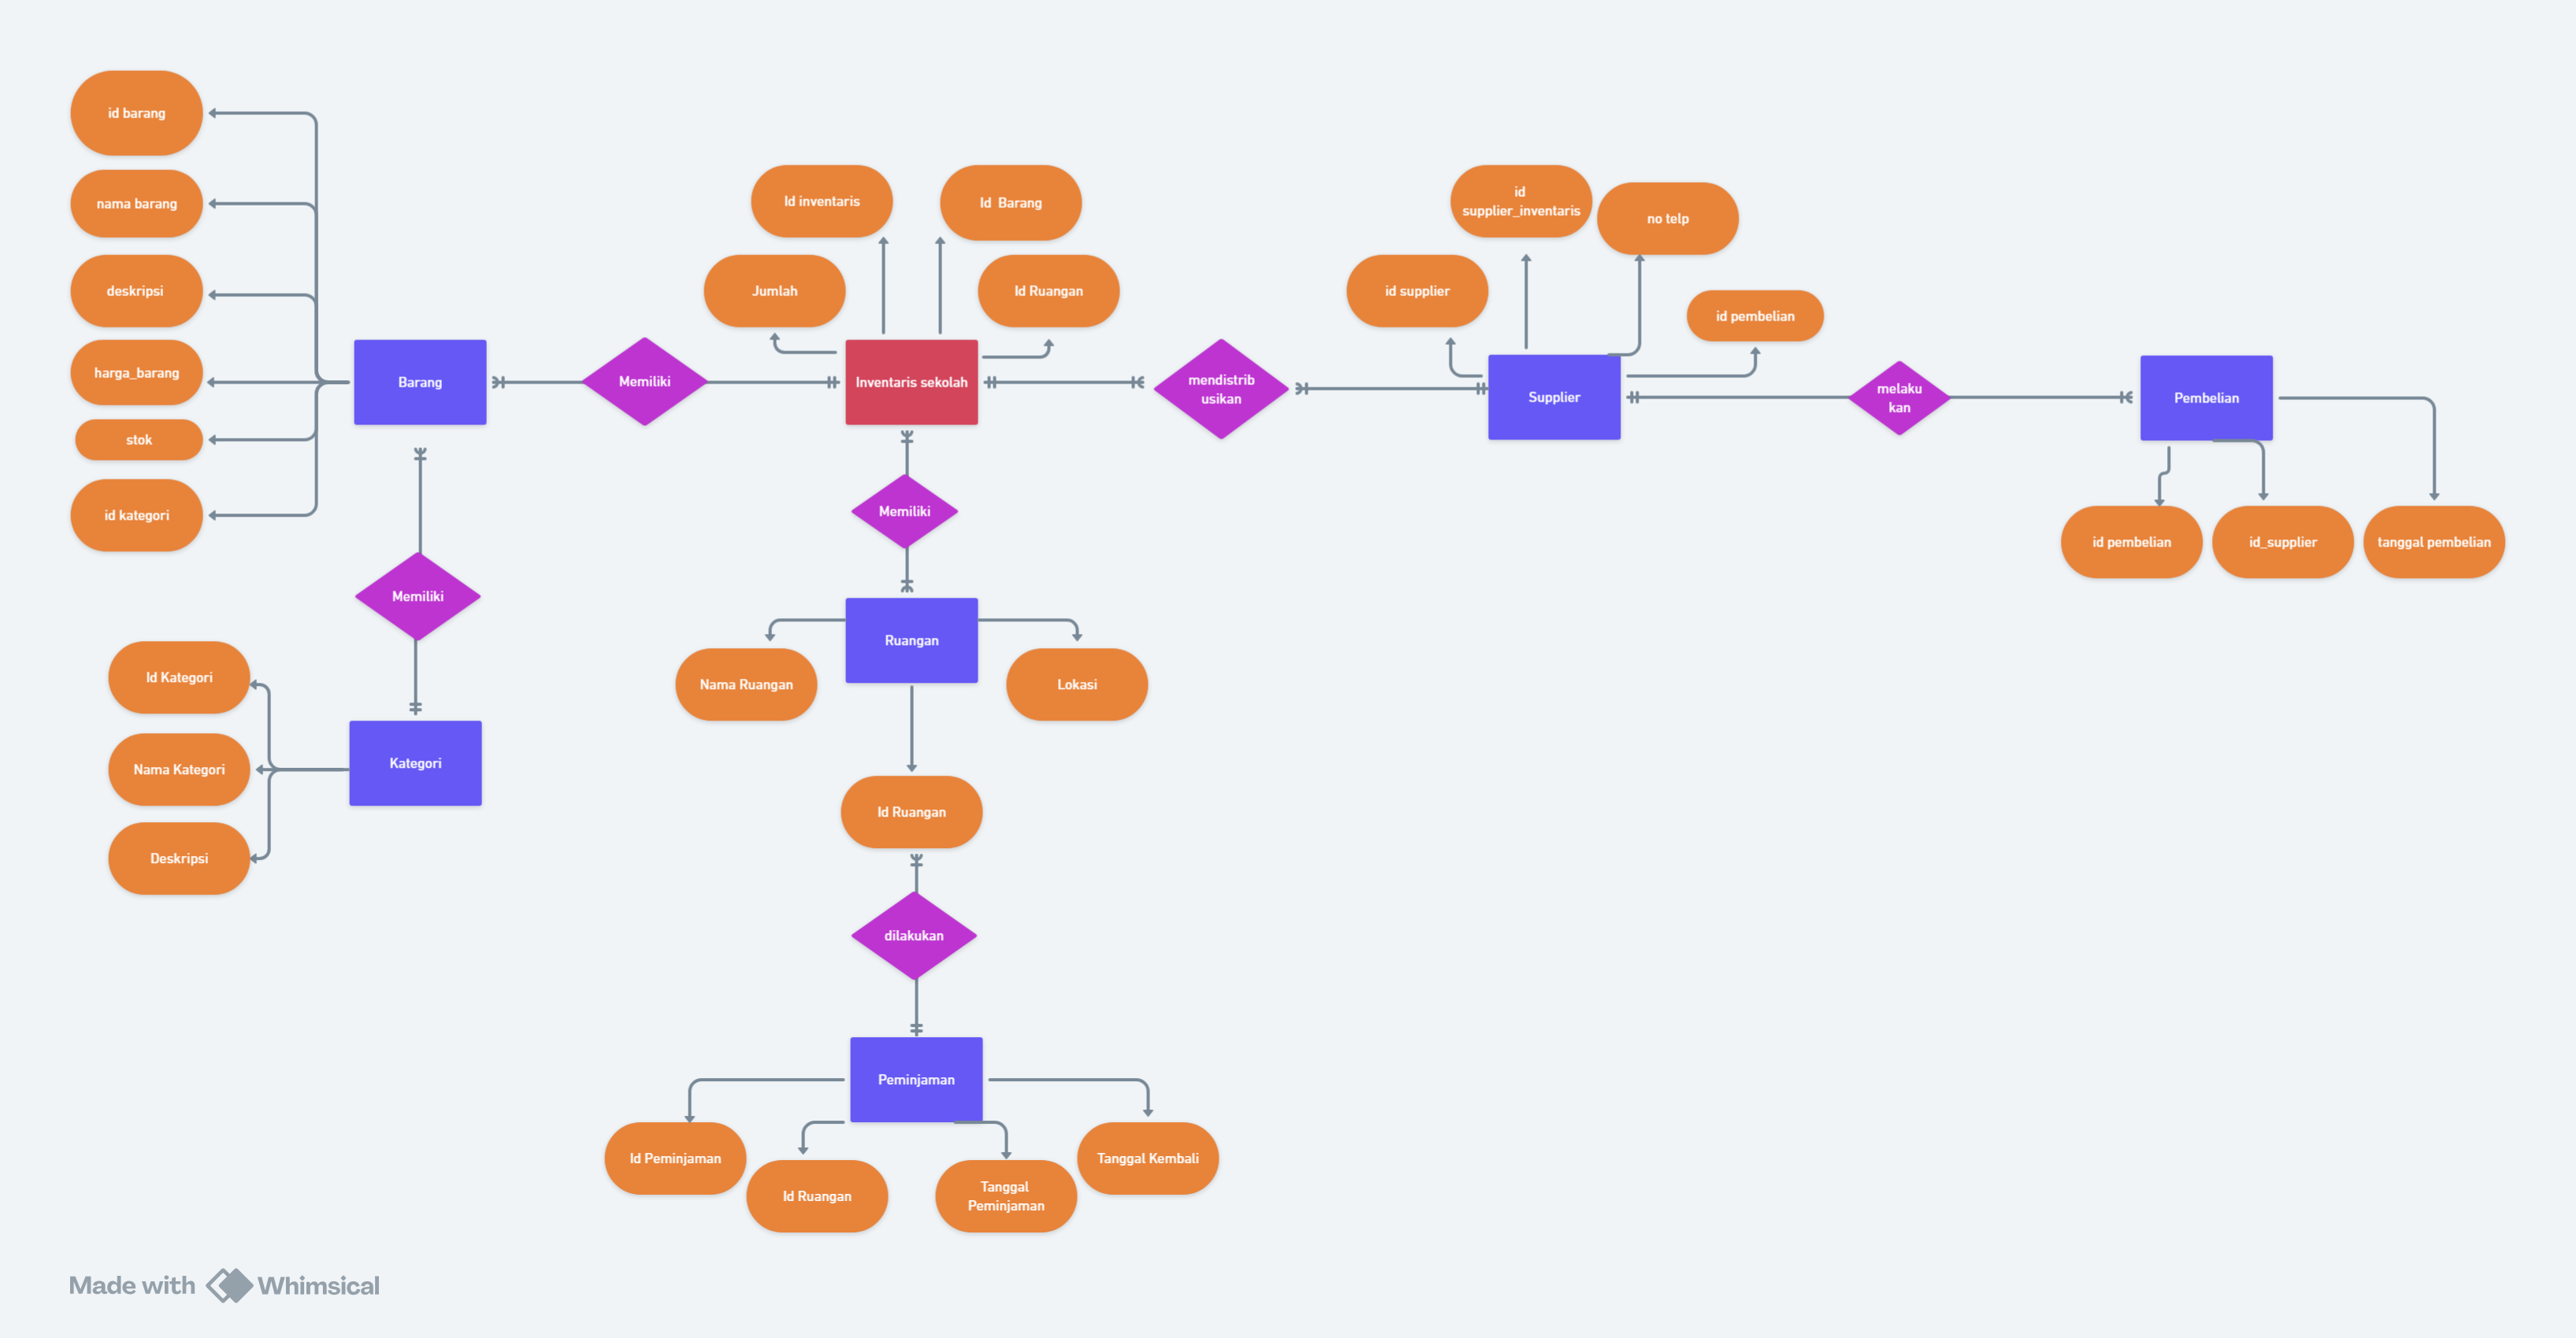 id barang
nama barang
deskripsi
harga_barang
stok
id kategori
Barang
Memiliki
Id inventaris
Id  Barang
Jumlah
Id Ruangan
Inventaris sekolah
mendistrib
usikan
id
supplier_inventaris
no telp
id supplier
id pembelian
Supplier
melaku
kan
Pembelian
id pembelian
id_supplier
tanggal pembelian
Memiliki
Memiliki
Id Kategori
Nama Kategori
Deskripsi
Kategori
Ruangan
Nama Ruangan
Lokasi
Id Ruangan
dilakukan
Peminjaman
Id Peminjaman
Id Ruangan
Tanggal
Peminjaman
Tanggal Kembali
Made with Whimsical